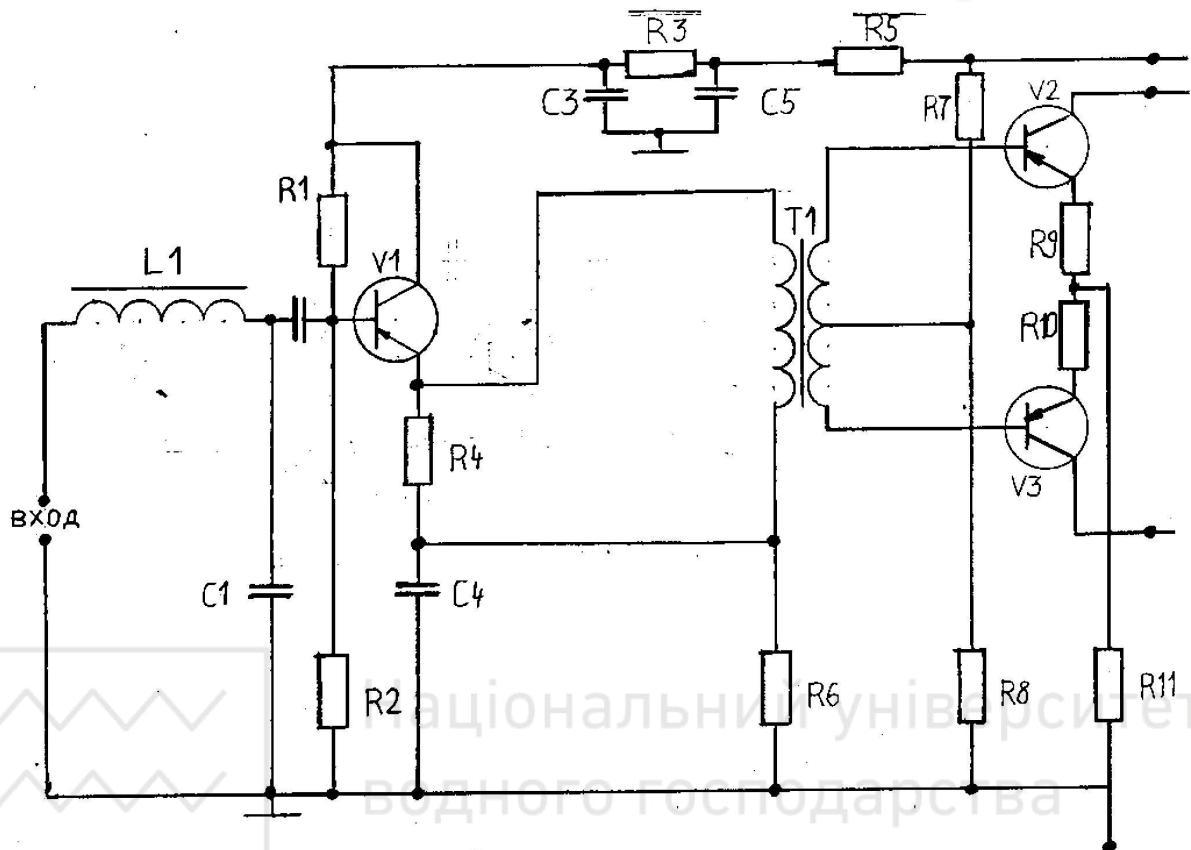 R3
R5
C3
C5
R7
V2
R1
T1
L1
V1
R9
R10
R4
V3
вход
C1
C4
R2
R6
R8
R11
Національний університет
водного господарства